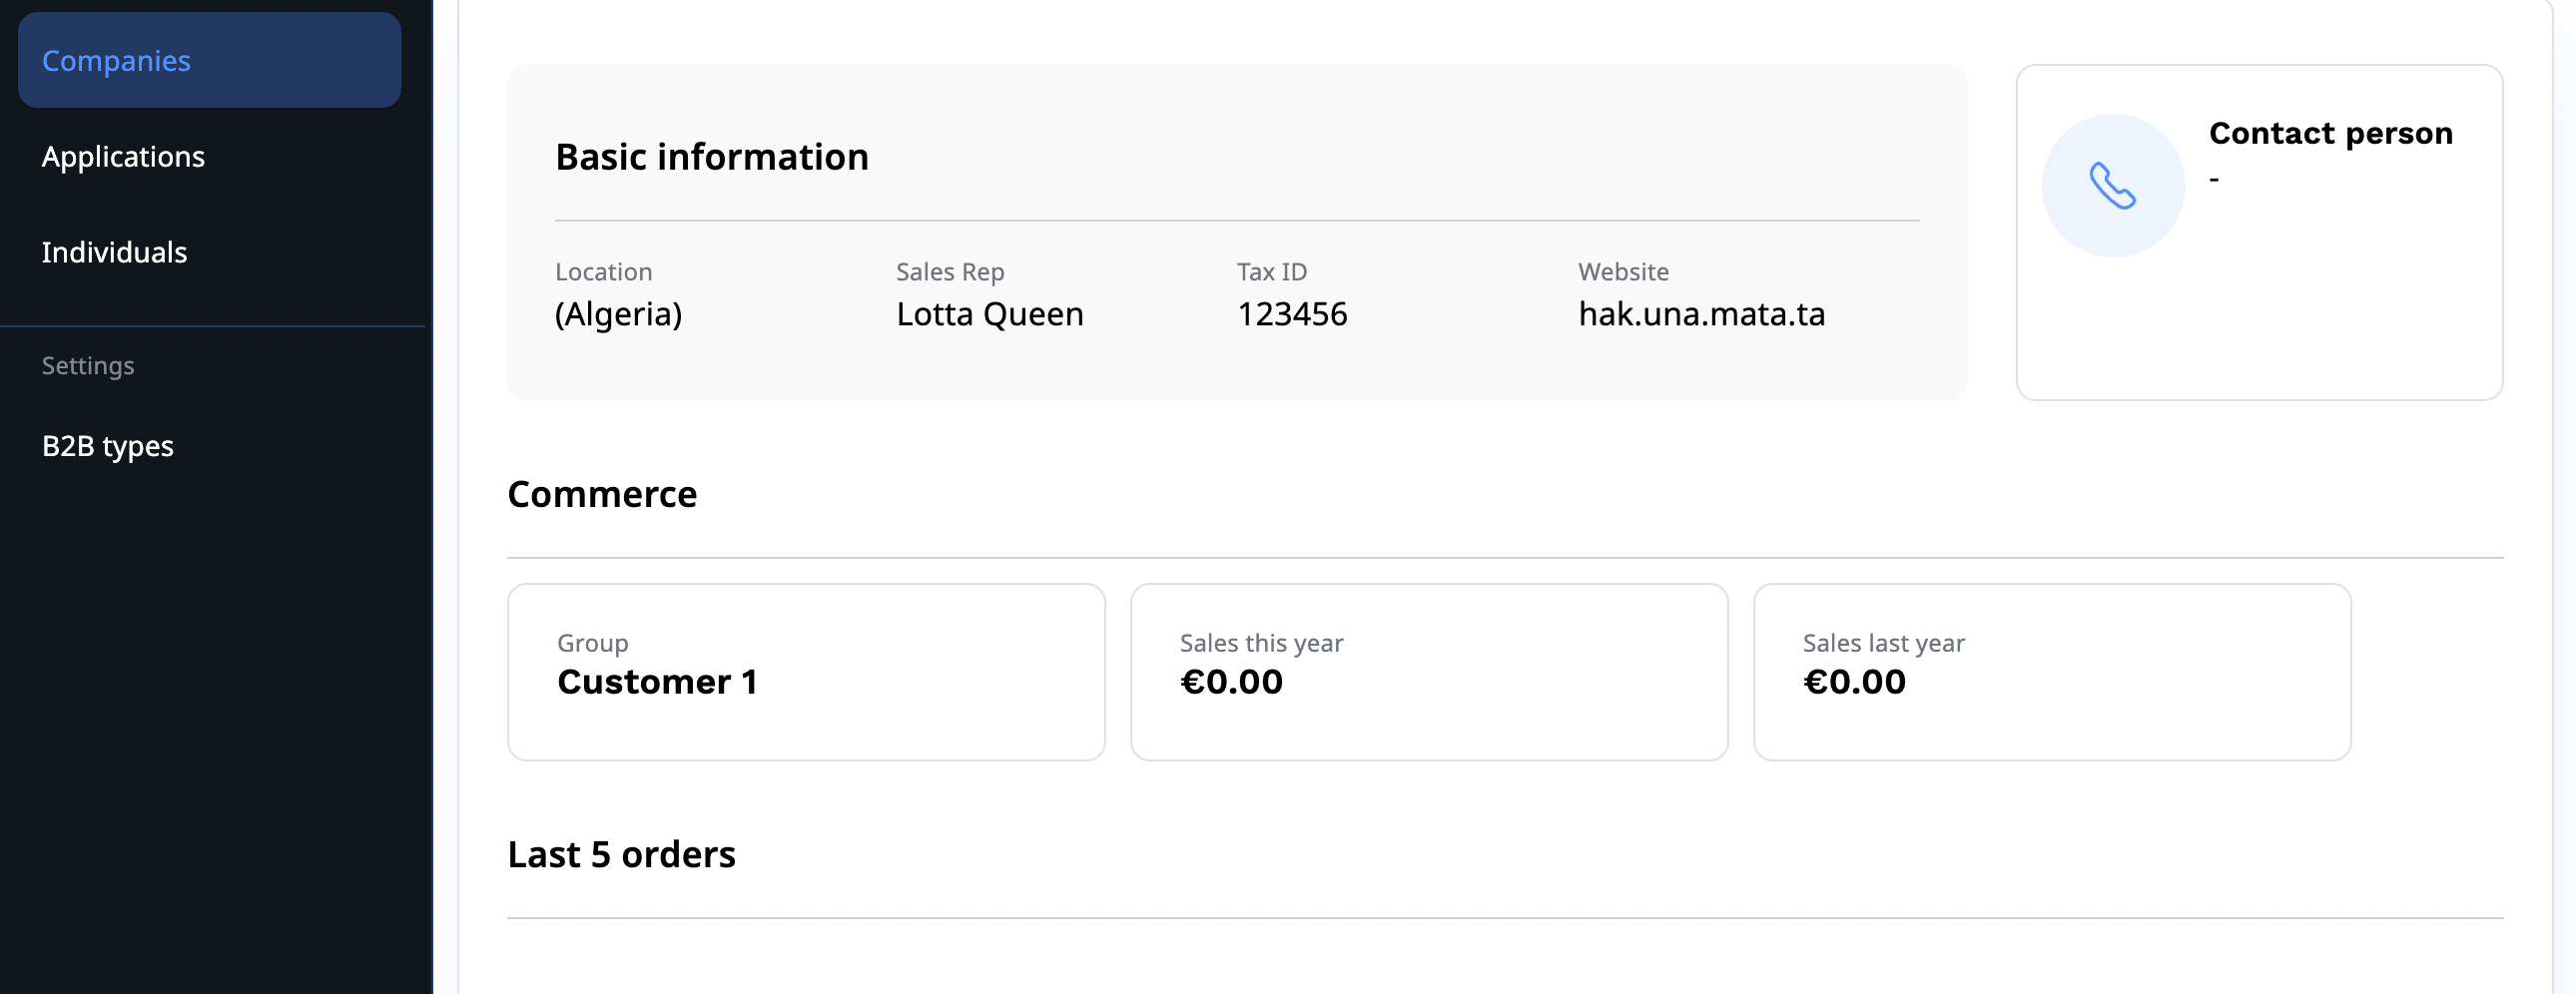 Companies
Applications
Individuals
Settings
B2B types
Basic information
Location
(Algeria)
Sales Rep
Lotta Queen
Tax ID
123456
Website
hak.una.mata.ta
Contact person
-
Commerce
Group
Customer 1
Sales this year
€0.00
Sales last year
€0.00
Last 5 orders